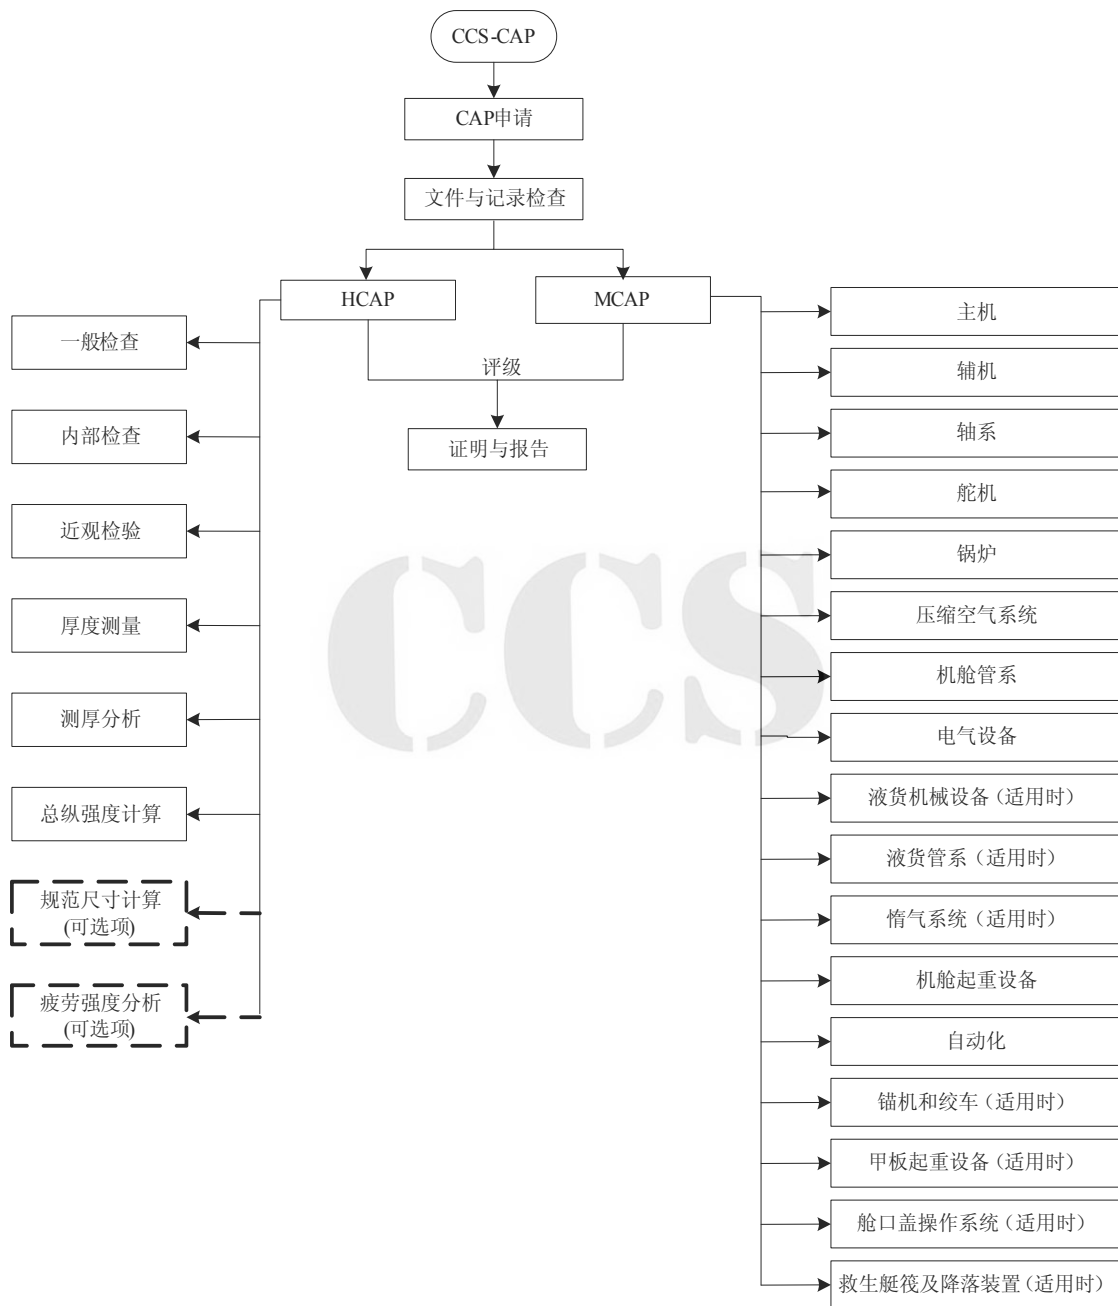 CCS-CAP
CAP申请
文件与记录检查
HCAP
MCAP
评级
证明与报告
一般检查
内部检查
近观检验
厚度测量
测厚分析
总纵强度计算
规范尺寸计算
(可选项)
疲劳强度分析
(可选项)
主机
辅机
轴系
舵机
锅炉
压缩空气系统
机舱管系
电气设备
液货机械设备（适用时）
液货管系（适用时）
惰气系统（适用时）
机舱起重设备
自动化
锚机和绞车（适用时）
甲板起重设备（适用时）
舱口盖操作系统（适用时）
救生艇筏及降落装置（适用时）
CCS